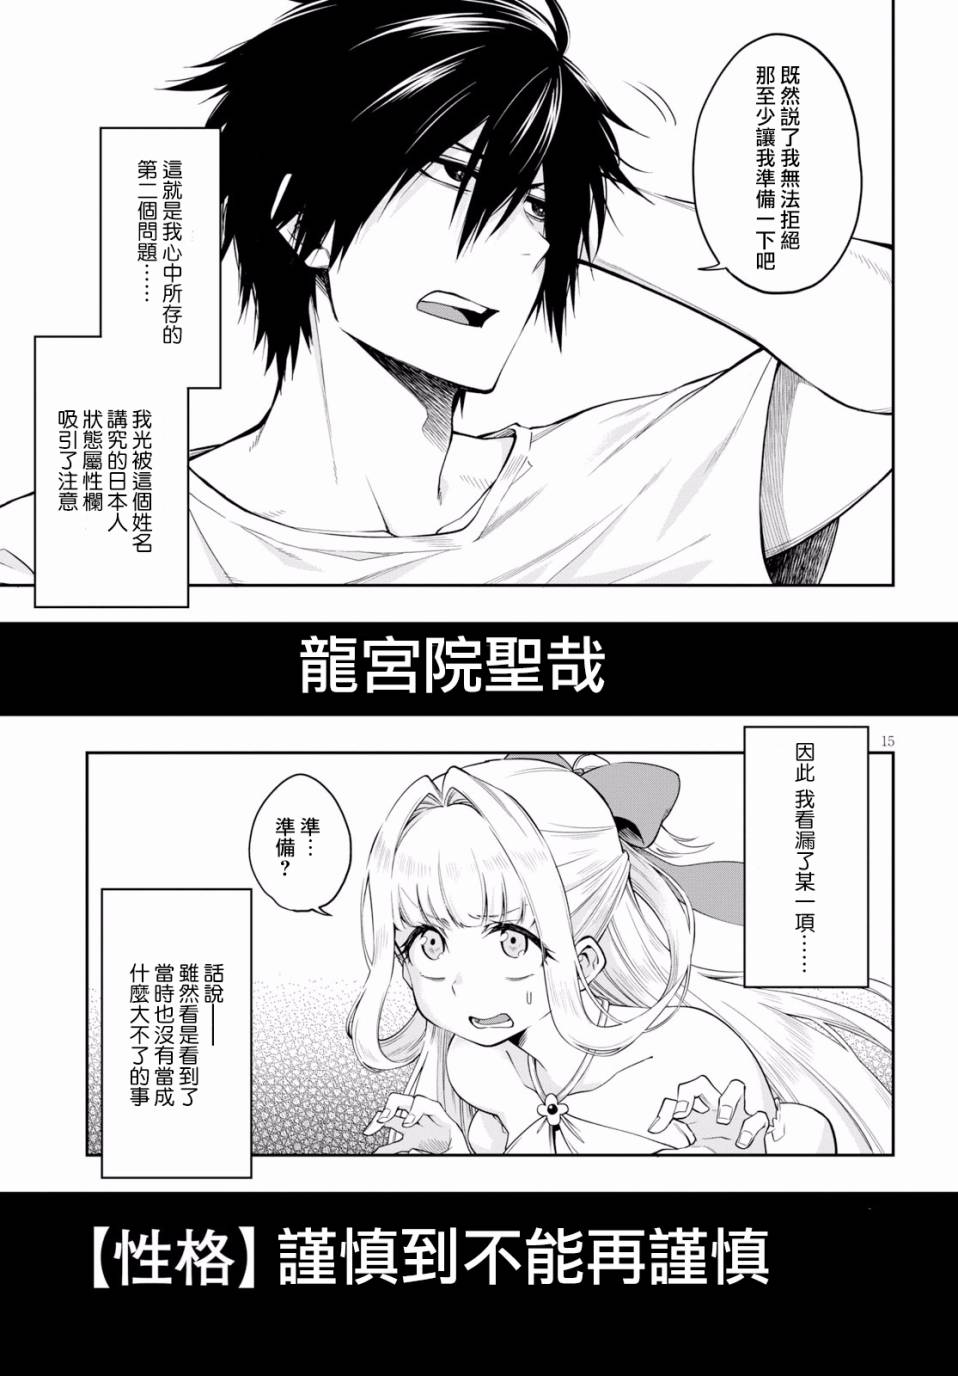 既然說了我無法拒絕
那至少讓我準備一下吧
這就是我心中所存的
第二個問題……
我光被這個姓名
講究的日本人
狀態屬性欄
吸引了注意
龍宮院聖哉
15
因此 我看漏了某一項……
準…
準備?
話說——
雖然看是看到了
當時也沒有當成
什麼大不了的事
【性格】謹慎到不能再謹慎